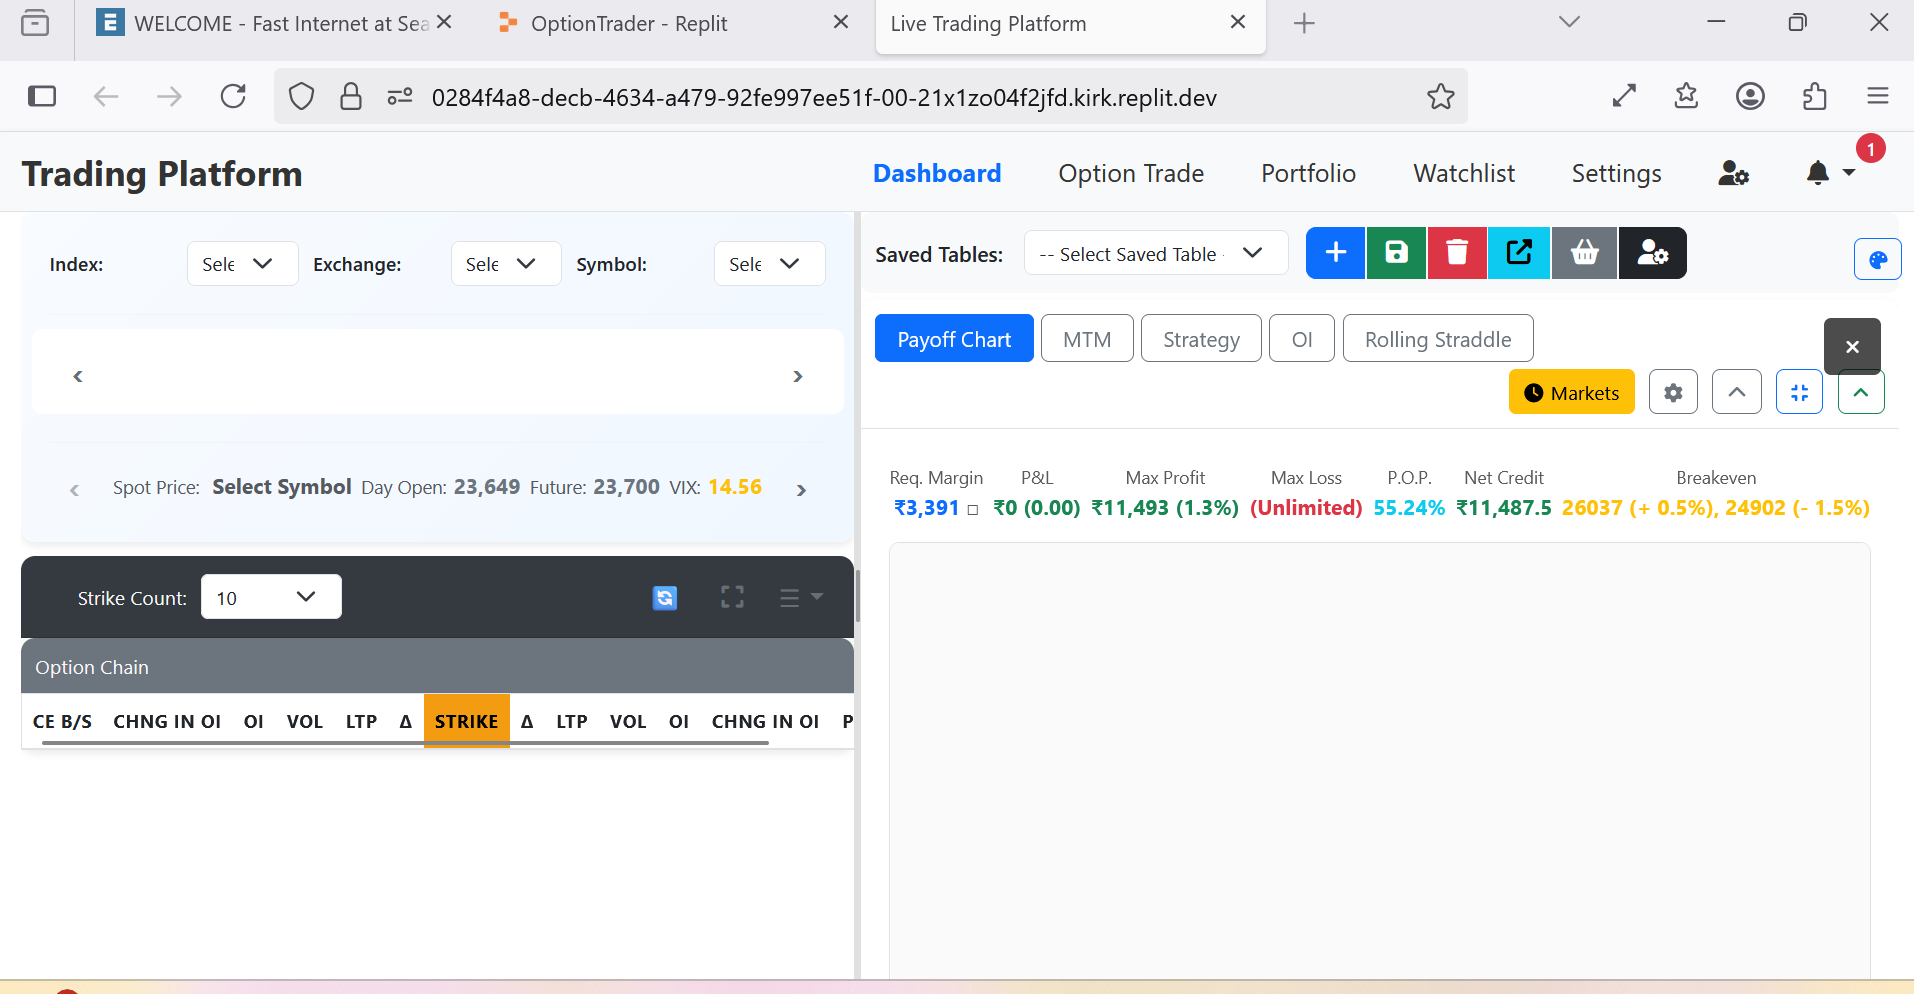 WELCOME - Fast Internet at Sea
OptionTrader - Replit
Live Trading Platform
0284f4a8-decb-4634-a479-92fe997ee51f-00-21x1zo04f2jfd.kirk.replit.dev
Trading Platform
Dashboard Option Trade Portfolio Watchlist Settings 1
Index: Sele Exchange: Sele Symbol: Sele
Spot Price: Select Symbol Day Open: 23,649 Future: 23,700 VIX: 14.56
Strike Count: 10
Option Chain
CE B/S CHNG IN OI OI VOL LTP Δ STRIKE Δ LTP VOL OI CHNG IN OI P
Saved Tables: -- Select Saved Table -
Payoff Chart MTM Strategy OI Rolling Straddle
Markets
Req. Margin P&L Max Profit Max Loss P.O.P. Net Credit Breakeven
₹3,391 □ ₹0 (0.00) ₹11,493 (1.3%) (Unlimited) 55.24% ₹11,487.5 26037 (+ 0.5%), 24902 (- 1.5%)